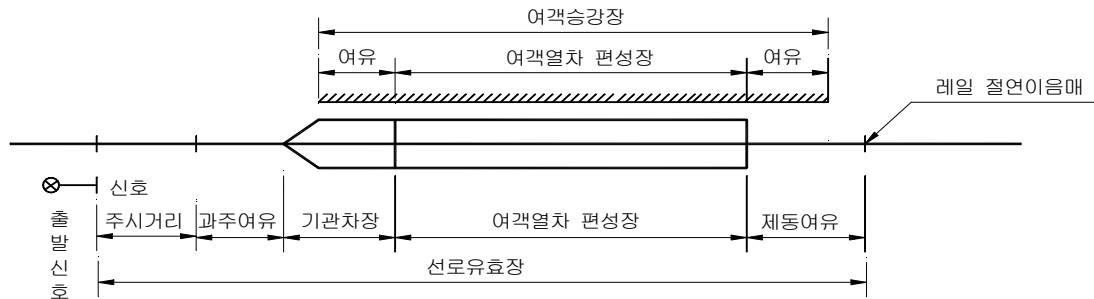 여객승강장
여유 여객열차 편성장 여유
레일 절연이음매
신호
출발신호
주시거리 과주여유 기관차장 여객열차 편성장 제동여유
선로유효장